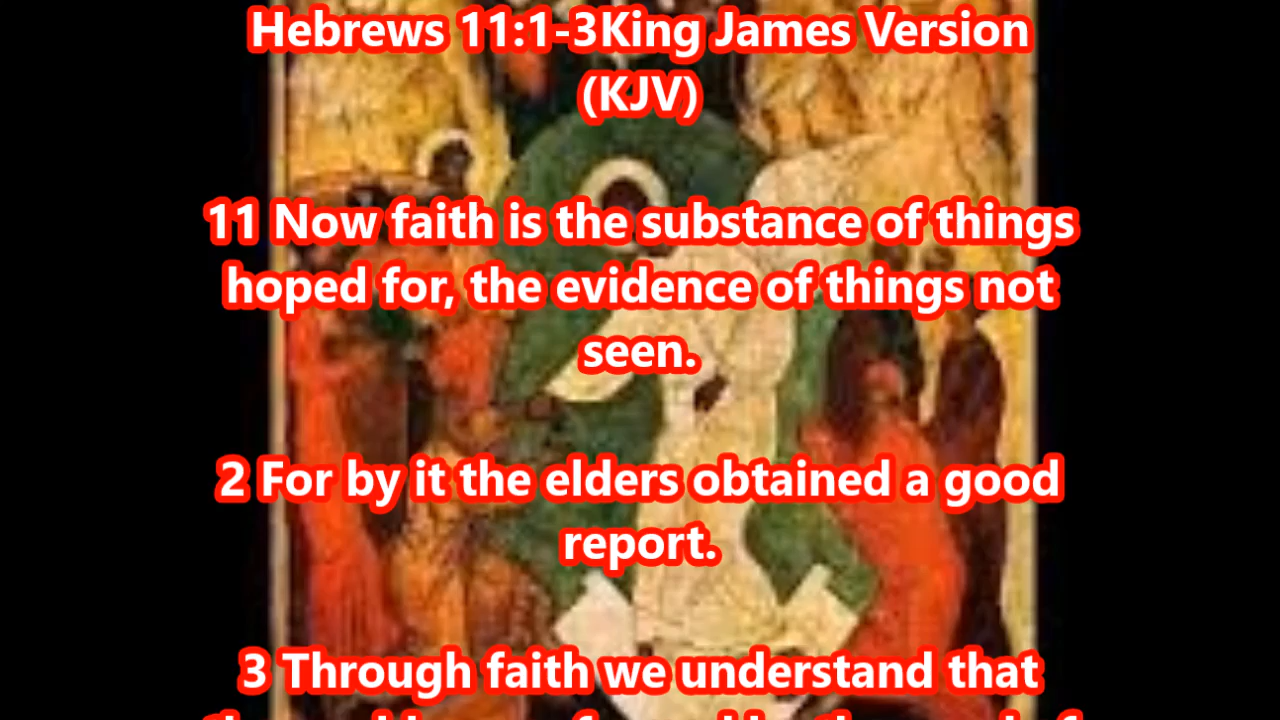 Hebrews 11:1-3King James Version
(KJV)
11 Now faith is the substance of things
hoped for, the evidence of things not
seen.
2 For by it the elders obtained a good
report.
3 Through faith we understand that